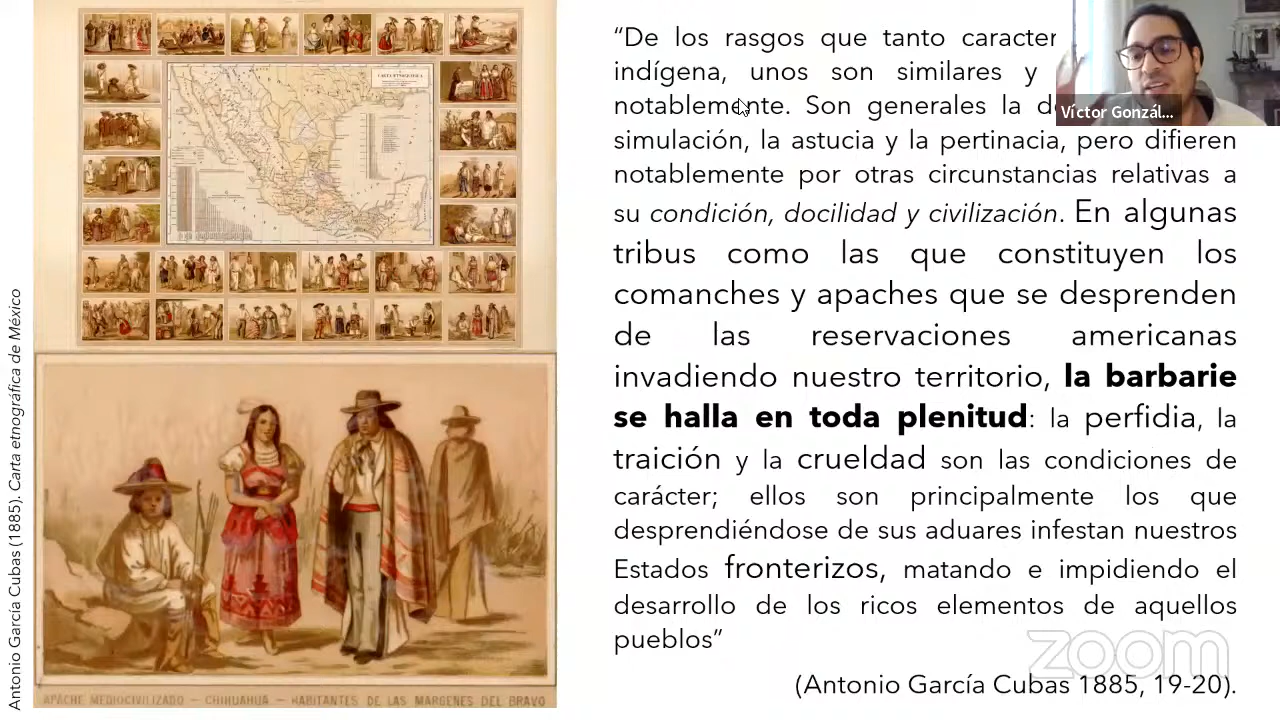 Antonio García Cubas (1885). Carta etnográfica de México
APACHE MEDIOCIVILIZADO — CHIHUAHUA — HABITANTES DE LAS MARGENES DEL BRAVO
“De los rasgos que tanto caracter
indígena, unos son similares y
notablemente. Son generales la
simulación, la astucia y la pertinacia, pero difieren
notablemente por otras circunstancias relativas a
su condición, docilidad y civilización. En algunas
tribus como las que constituyen los
comanches y apaches que se desprenden
de las reservaciones americanas
invadiendo nuestro territorio, la barbarie
se halla en toda plenitud: la perfidia, la
traición y la crueldad son las condiciones de
carácter; ellos son principalmente los que
desprendiéndose de sus aduares infestan nuestros
Estados fronterizos, matando e impidiendo el
desarrollo de los ricos elementos de aquellos
pueblos”
(Antonio García Cubas 1885, 19-20).
Víctor Gonzál...
zoom